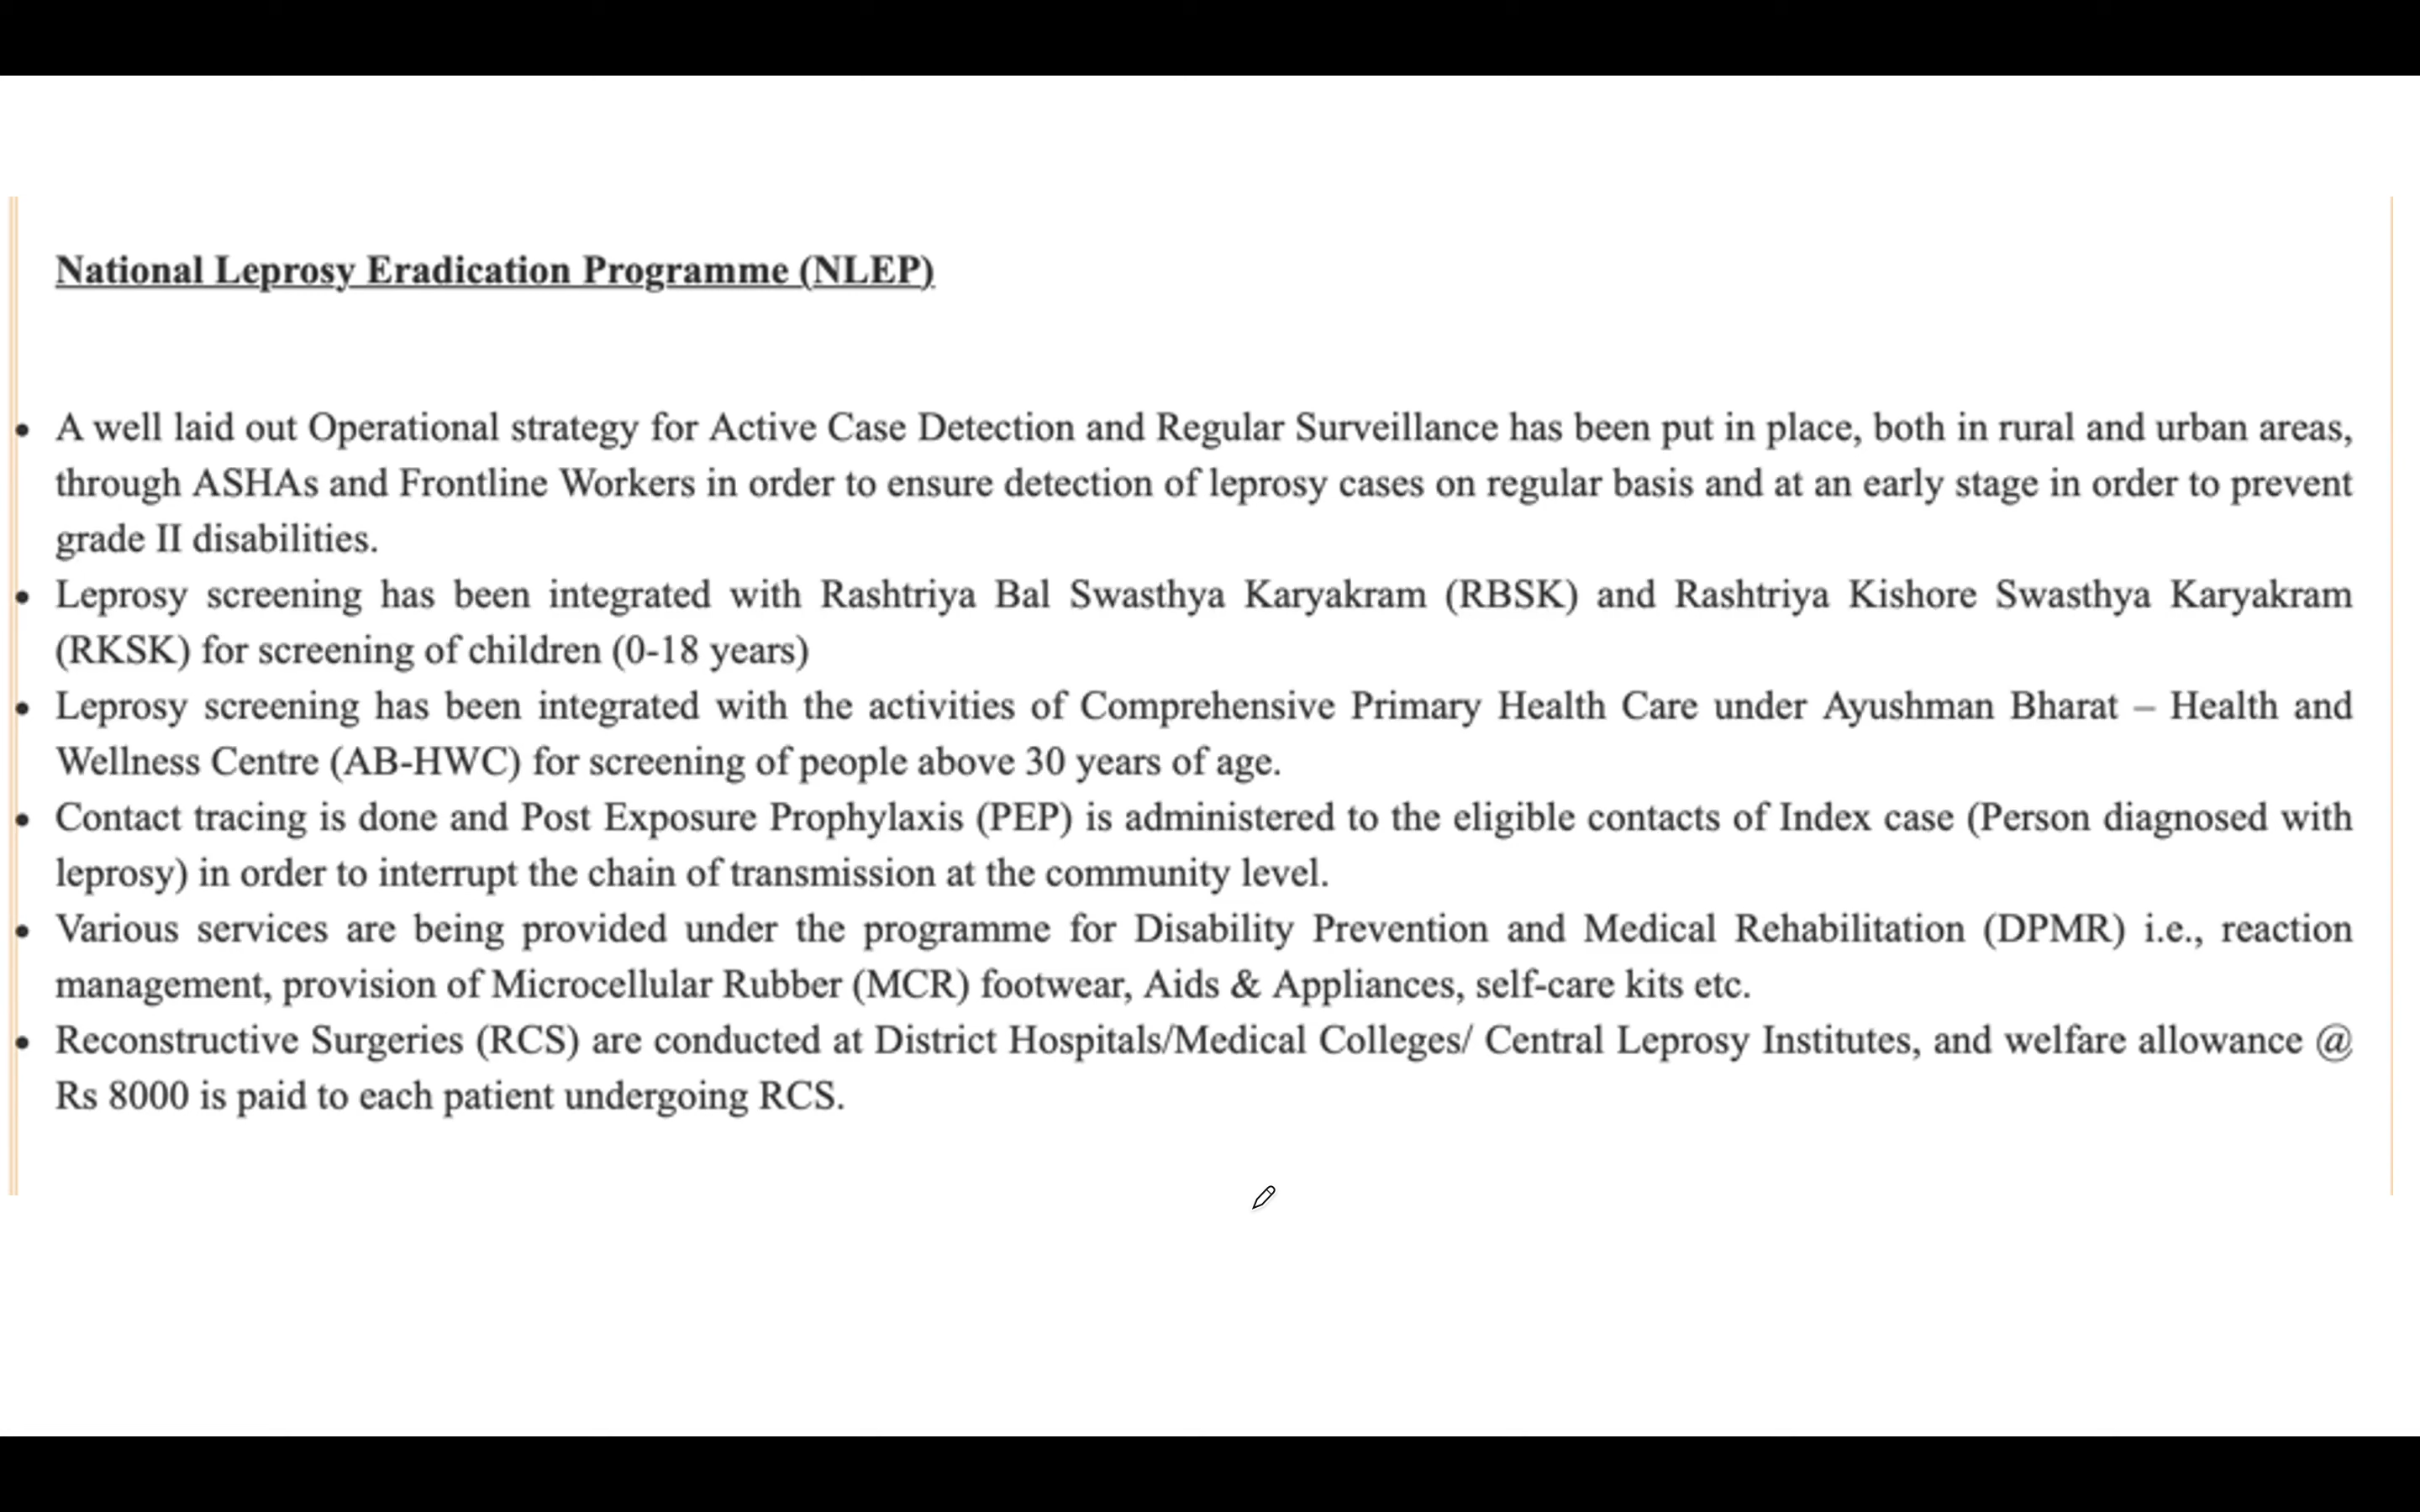 National Leprosy Eradication Programme (NLEP)
• A well laid out Operational strategy for Active Case Detection and Regular Surveillance has been put in place, both in rural and urban areas,
through ASHAs and Frontline Workers in order to ensure detection of leprosy cases on regular basis and at an early stage in order to prevent
grade II disabilities.
• Leprosy screening has been integrated with Rashtriya Bal Swasthya Karyakram (RBSK) and Rashtriya Kishore Swasthya Karyakram
(RKSK) for screening of children (0-18 years)
• Leprosy screening has been integrated with the activities of Comprehensive Primary Health Care under Ayushman Bharat – Health and
Wellness Centre (AB-HWC) for screening of people above 30 years of age.
• Contact tracing is done and Post Exposure Prophylaxis (PEP) is administered to the eligible contacts of Index case (Person diagnosed with
leprosy) in order to interrupt the chain of transmission at the community level.
• Various services are being provided under the programme for Disability Prevention and Medical Rehabilitation (DPMR) i.e., reaction
management, provision of Microcellular Rubber (MCR) footwear, Aids & Appliances, self-care kits etc.
• Reconstructive Surgeries (RCS) are conducted at District Hospitals/Medical Colleges/ Central Leprosy Institutes, and welfare allowance @
Rs 8000 is paid to each patient undergoing RCS.